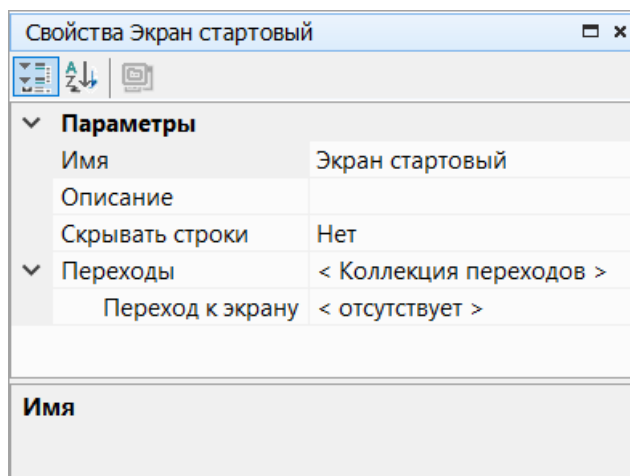 Свойства Экран стартовый
Параметры
Имя Экран стартовый
Описание
Скрывать строки Нет
Переходы < Коллекция переходов >
Переход к экрану < отсутствует >
Имя